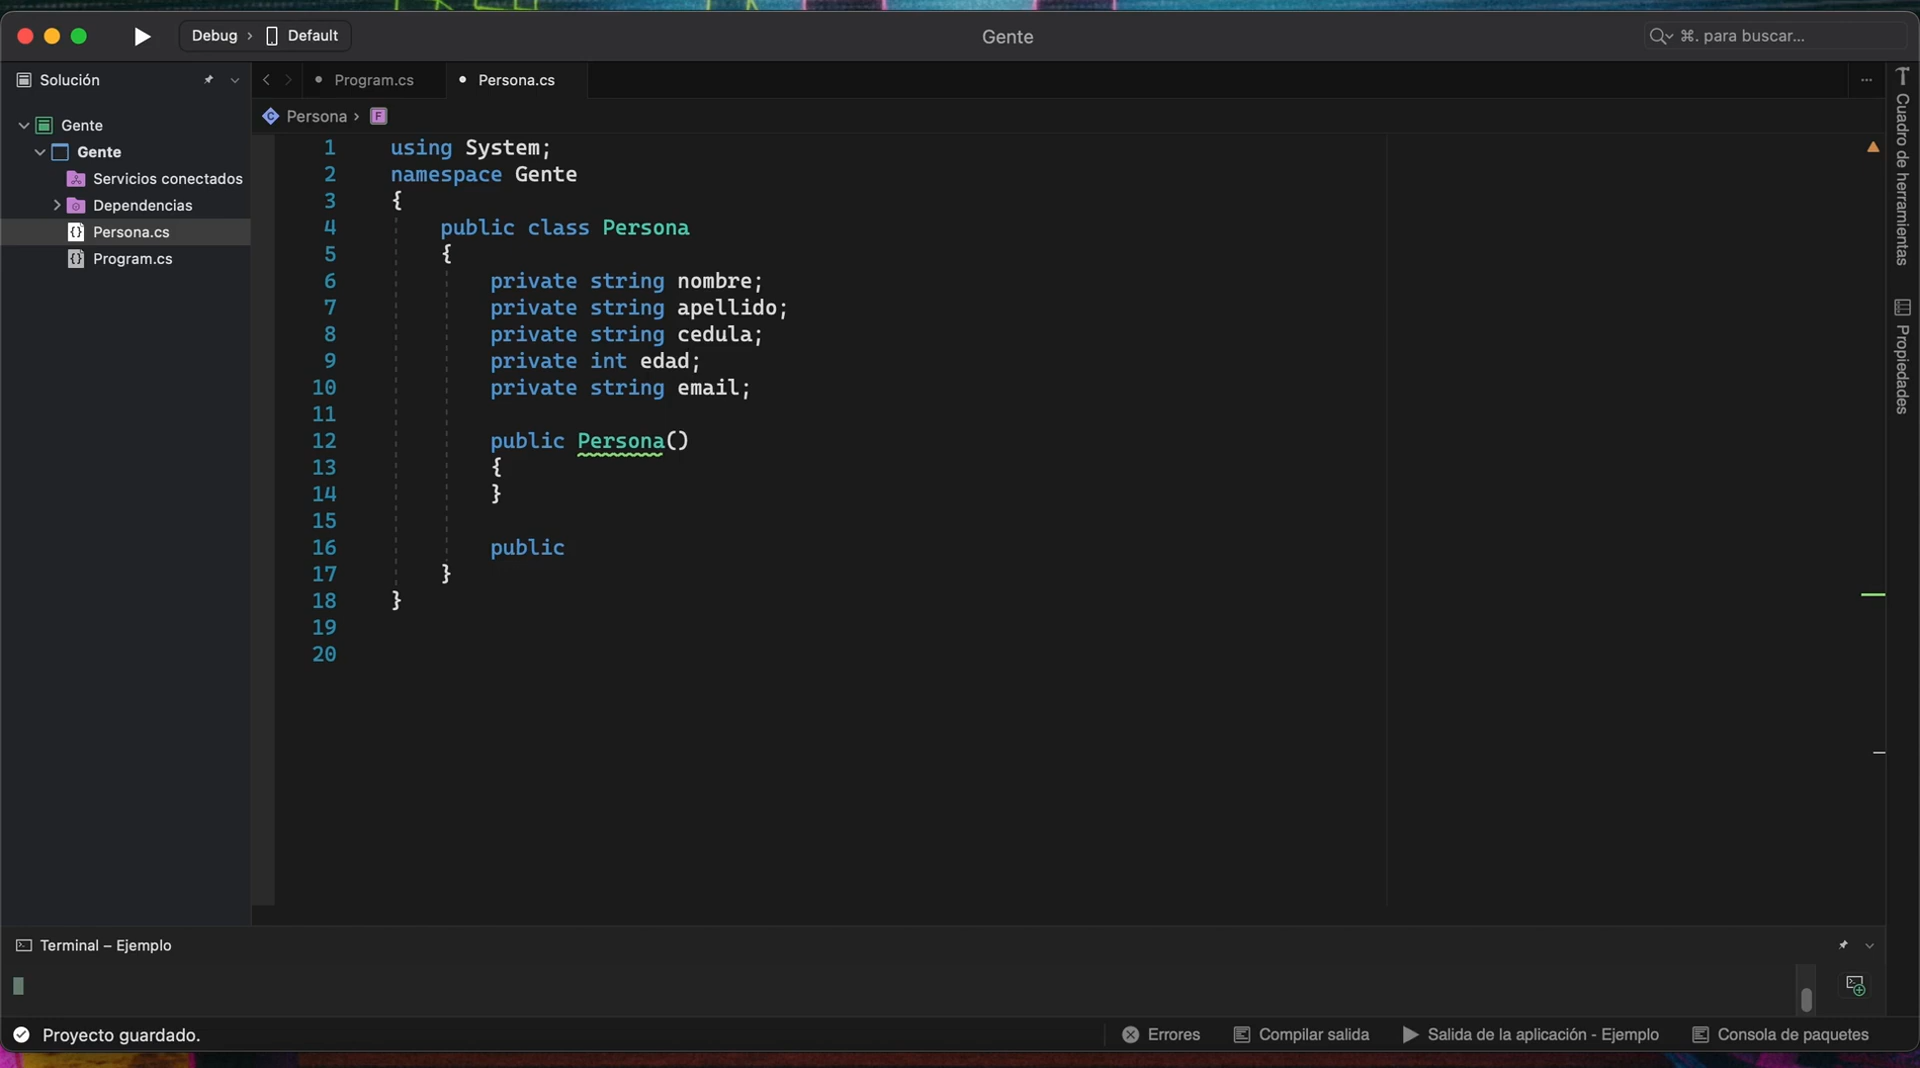 Debug › Default
Gente
⌘. para buscar...
Solución
Program.cs
Persona.cs
...
Gente
Gente
Servicios conectados
Dependencias
Persona.cs
Program.cs
Persona › F
1 using System;
2 namespace Gente
3 {
4 public class Persona
5 {
6 private string nombre;
7 private string apellido;
8 private string cedula;
9 private int edad;
10 private string email;
11
12 public Persona()
13 {
14 }
15
16 public
17 }
18 }
19
20
Cuadro de herramientas
Propiedades
Terminal – Ejemplo
Proyecto guardado.
Errores
Compilar salida
Salida de la aplicación - Ejemplo
Consola de paquetes